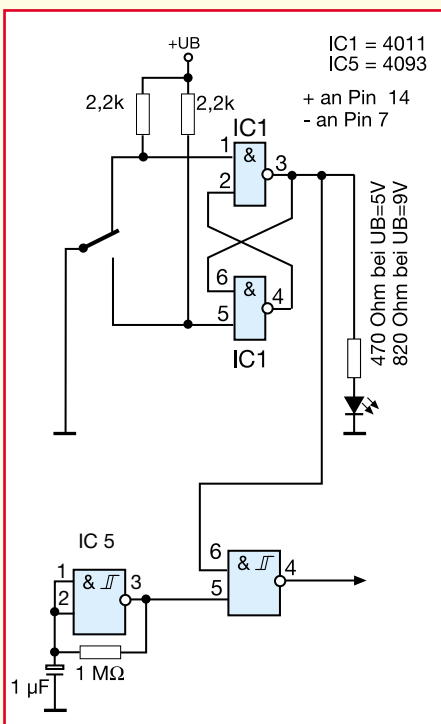 +UB
IC1 = 4011
IC5 = 4093
+ an Pin 14
- an Pin 7
2,2k
2,2k
IC1
1
&
3
2
6
&
4
5
IC1
470 Ohm bei UB=5V
820 Ohm bei UB=9V
IC 5
1
&
3
2
6
&
4
5
1 MΩ
1 µF